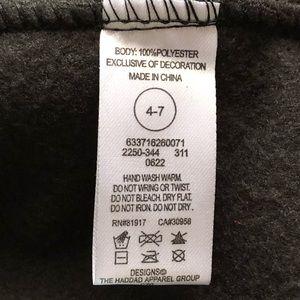 BODY: 100%POLYESTER
EXCLUSIVE OF DECORATION
MADE IN CHINA
4-7
633716260071
2250-344 311
0622
HAND WASH WARM.
DO NOT WRING OR TWIST.
DO NOT BLEACH. DRY FLAT.
DO NOT IRON. DO NOT DRY .
RN#81917 CA#30958
DESIGNS©
THE HADDAD APPAREL GROUP